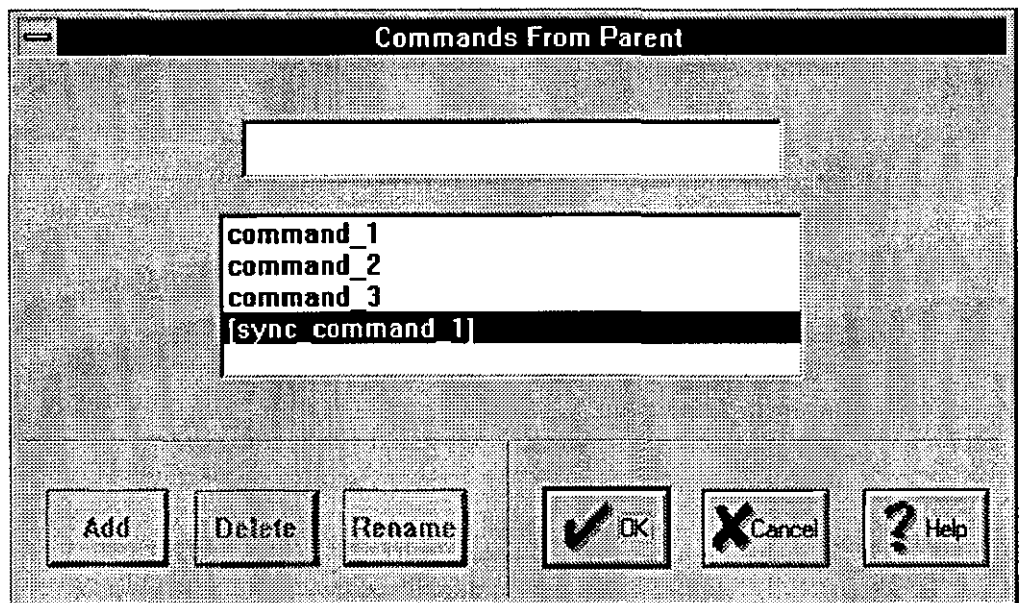 Commands From Parent
command_1
command_2
command_3
[sync_command_1]
Add
Delete
Rename
OK
Cancel
Help